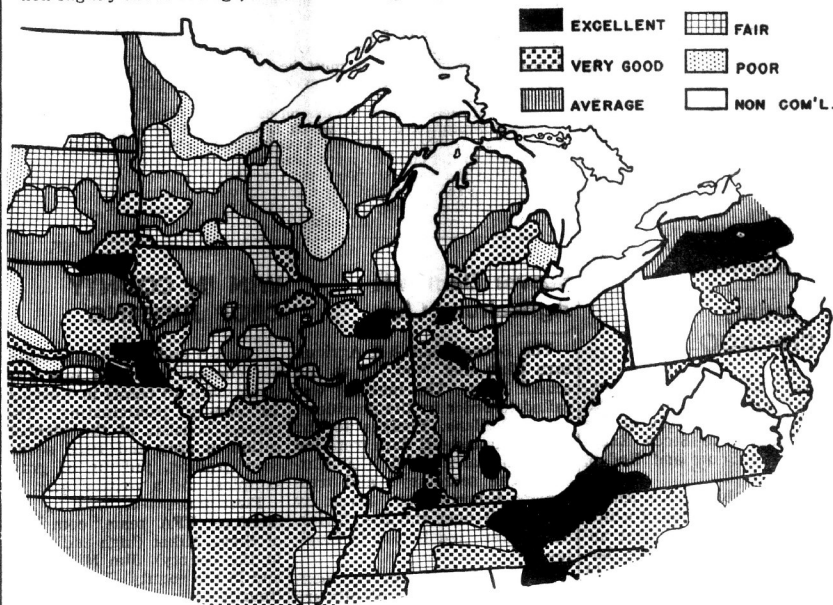 EXCELLENT
FAIR
VERY GOOD
POOR
AVERAGE
NON COM'L.